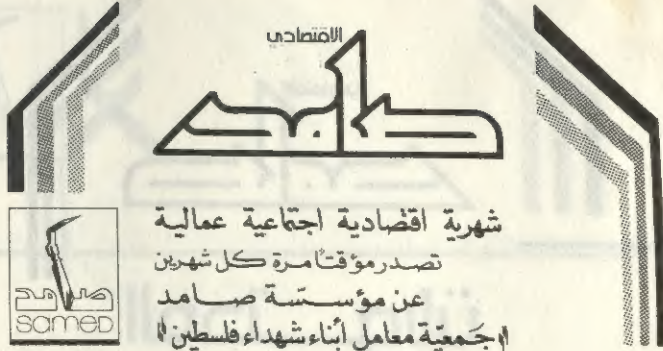 الاقتصادي
صامد
شهرية اقتصادية اجتماعية عمالية
تصدر مؤقتاً مرة كل شهرين
عن مؤسسة صامد
«جمعية معامل أبناء شهداء فلسطين»
صامد
SAMED